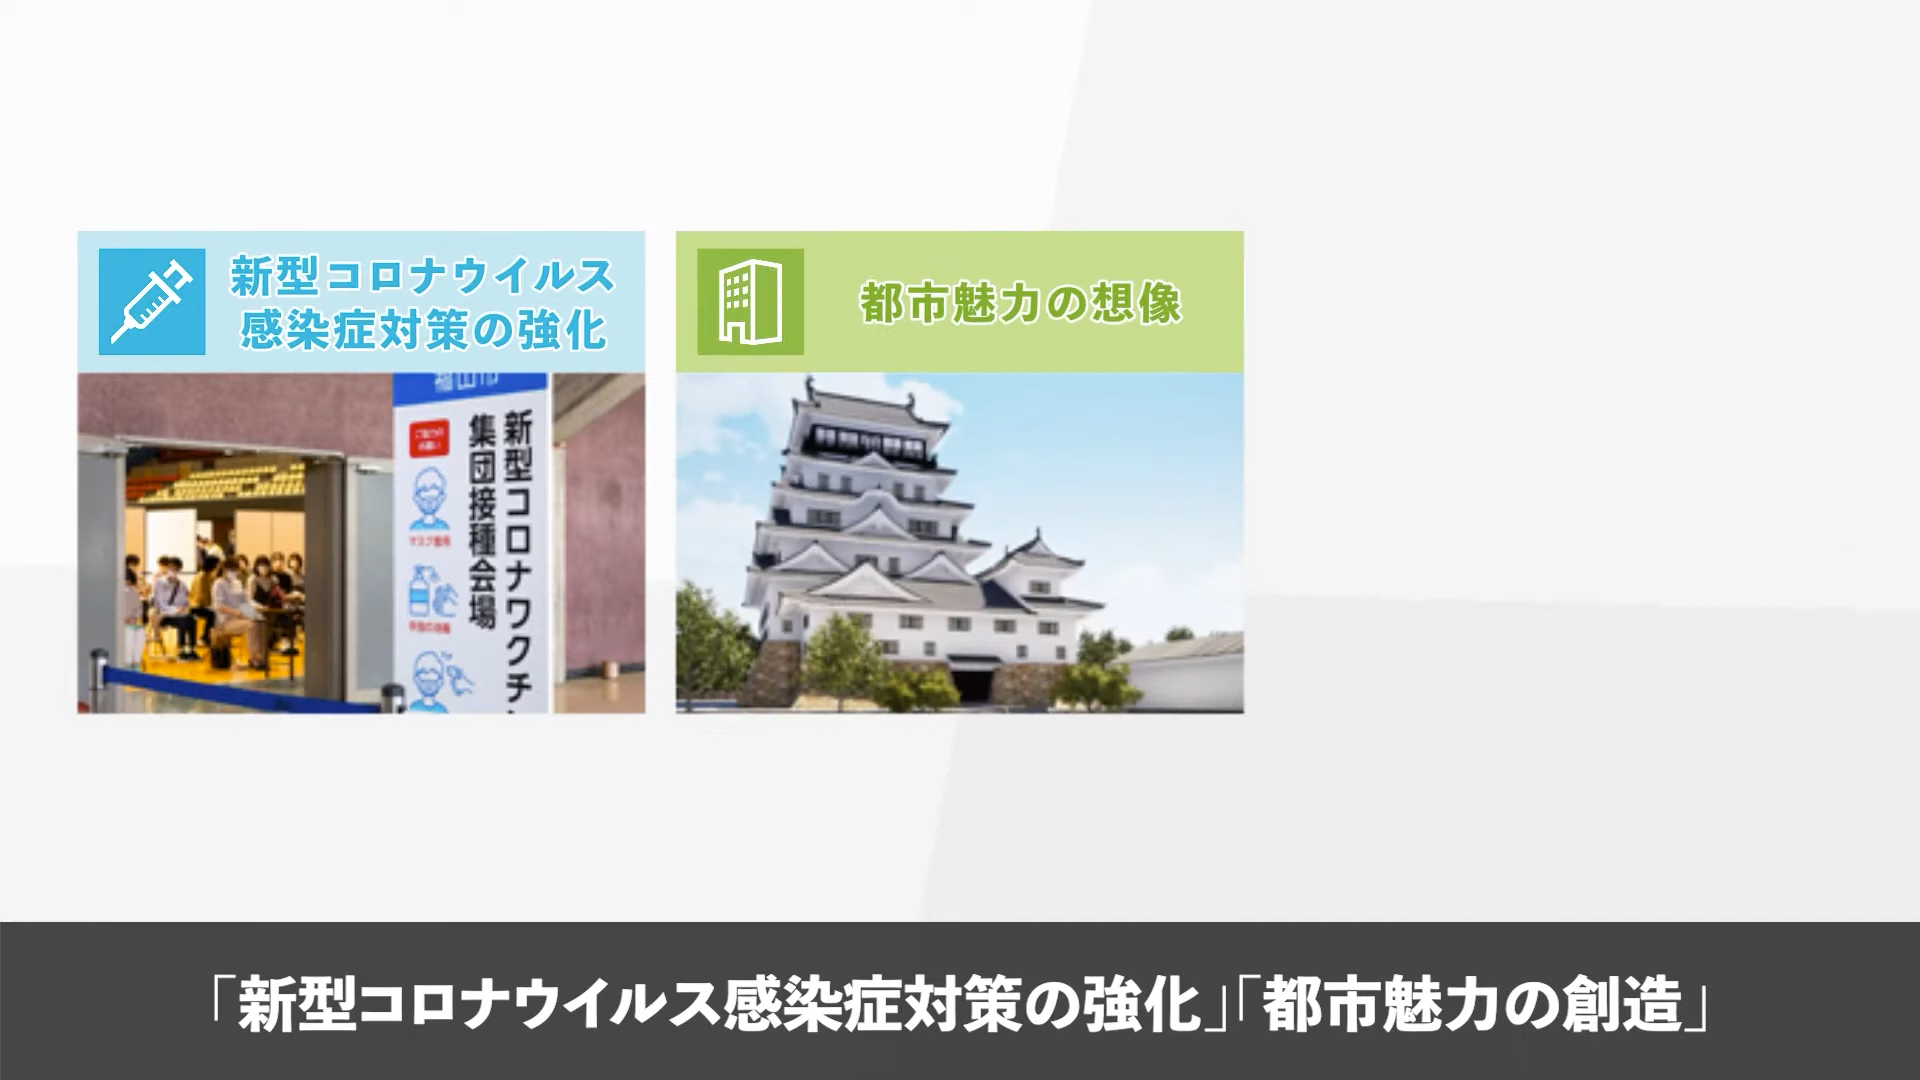 新型コロナウイルス
感染症対策の強化
都市魅力の想像
新型コロナワクチ
集団接種会場
「新型コロナウイルス感染症対策の強化」「都市魅力の創造」